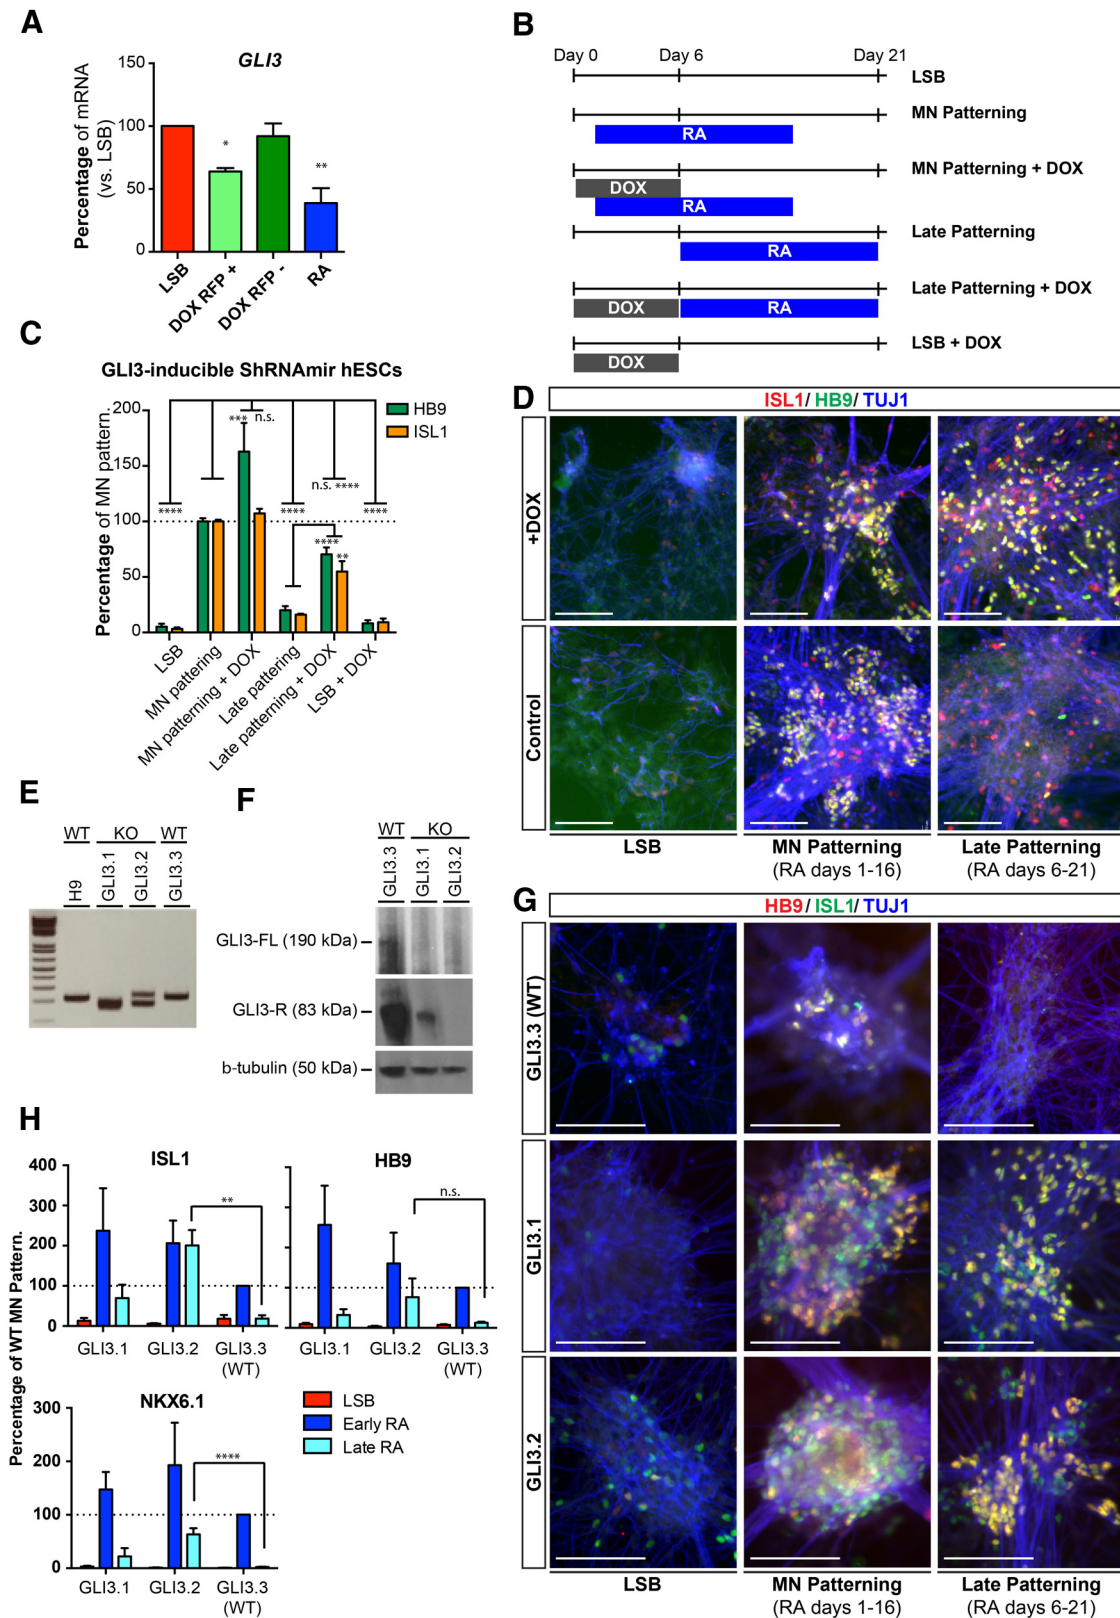 A
GLI3
150
100
50
0
Percentage of mRNA
(vs. LSB)
*
**
LSB
DOX RFP +
DOX RFP -
RA
B
Day 0
Day 6
Day 21
LSB
MN Patterning
RA
MN Patterning + DOX
DOX
RA
Late Patterning
RA
Late Patterning + DOX
DOX
RA
LSB + DOX
DOX
C
GLI3-inducible ShRNAmir hESCs
200
150
100
50
0
Percentage of MN pattern.
HB9
ISL1
***
n.s.
n.s. ****
****
****
****
****
**
LSB
MN pattering
MN patterning + DOX
Late pattering
Late patterning + DOX
LSB + DOX
D
ISL1/ HB9/ TUJ1
+DOX
Control
LSB
MN Patterning
(RA days 1-16)
Late Patterning
(RA days 6-21)
E
WT
KO
WT
H9
GLI3.1
GLI3.2
GLI3.3
F
WT
KO
GLI3.3
GLI3.1
GLI3.2
GLI3-FL (190 kDa)
GLI3-R (83 kDa)
b-tubulin (50 kDa)
G
HB9/ ISL1/ TUJ1
GLI3.3 (WT)
GLI3.1
GLI3.2
LSB
MN Patterning
(RA days 1-16)
Late Patterning
(RA days 6-21)
H
Percentage of WT MN Pattern.
ISL1
400
300
200
100
0
**
GLI3.1
GLI3.2
GLI3.3
(WT)
HB9
n.s.
GLI3.1
GLI3.2
GLI3.3
(WT)
NKX6.1
300
200
100
0
****
GLI3.1
GLI3.2
GLI3.3
(WT)
LSB
Early RA
Late RA